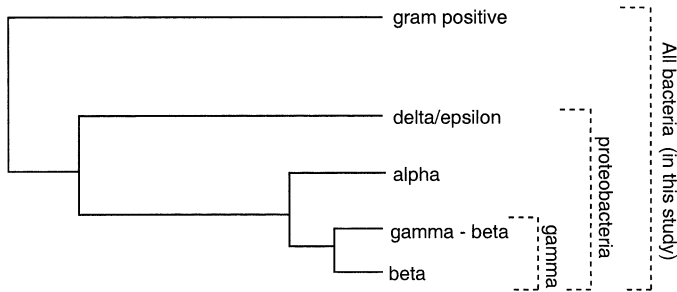 gram positive
delta/epsilon
alpha
gamma - beta
beta
gamma
proteobacteria
All bacteria (in this study)